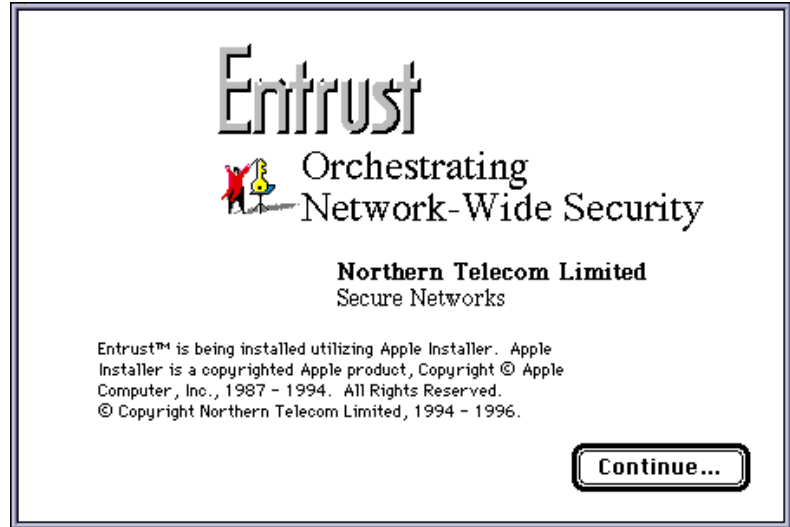 Entrust
Orchestrating
Network-Wide Security
Northern Telecom Limited
Secure Networks
Entrust™ is being installed utilizing Apple Installer. Apple
Installer is a copyrighted Apple product, Copyright © Apple
Computer, Inc., 1987 - 1994. All Rights Reserved.
© Copyright Northern Telecom Limited, 1994 - 1996.
Continue...